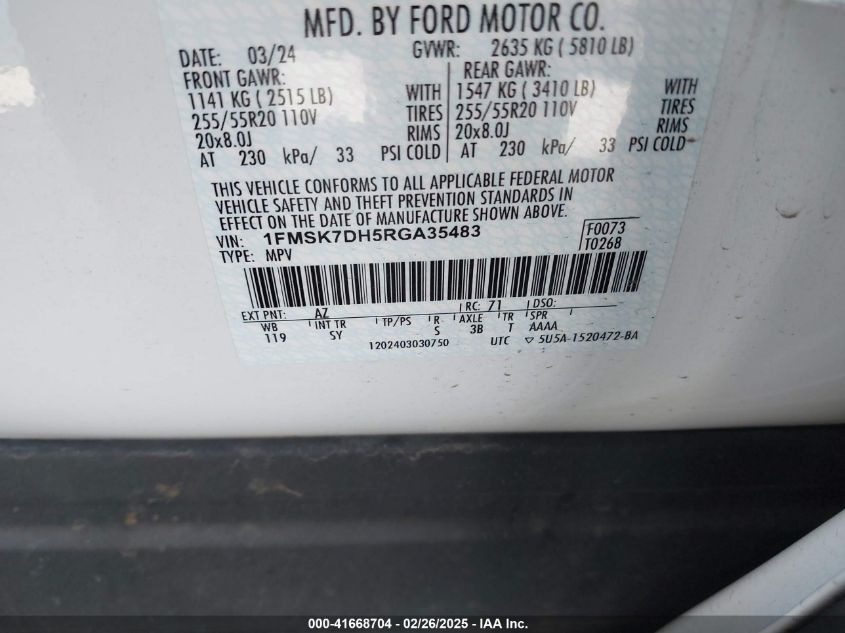 MFD. BY FORD MOTOR CO.
DATE: 03/24 GVWR: 2635 KG ( 5810 LB)
FRONT GAWR: REAR GAWR:
1141 KG ( 2515 LB) WITH 1547 KG ( 3410 LB) WITH
255/55R20 110V TIRES 255/55R20 110V TIRES
20x8.0J RIMS 20x8.0J RIMS
AT 230 kPa/ 33 PSI COLD AT 230 kPa/ 33 PSI COLD
THIS VEHICLE CONFORMS TO ALL APPLICABLE FEDERAL MOTOR
VEHICLE SAFETY AND THEFT PREVENTION STANDARDS IN
EFFECT ON THE DATE OF MANUFACTURE SHOWN ABOVE.
VIN: 1FMSK7DH5RGA35483 F0073
TYPE: MPV T0268
EXT PNT: AZ RC: 71 DSO:
WB INT TR TP/PS R AXLE TR SPR
119 SY S 3B T AAAA
1202403030750 UTC ▽ 5U5A-1520472-BA
000-41668704 - 02/26/2025 - IAA Inc.